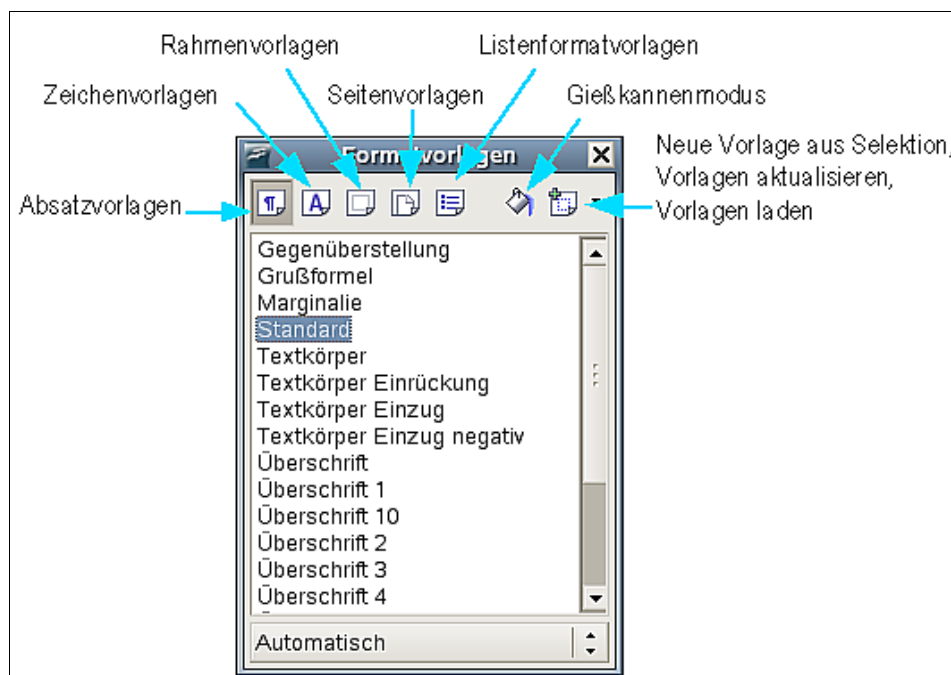 Rahmenvorlagen
Listenformatvorlagen
Zeichenvorlagen
Seitenvorlagen
Gießkannenmodus
Neue Vorlage aus Selektion,
Vorlagen aktualisieren,
Vorlagen laden
Absatzvorlagen
Formatvorlagen
Gegenüberstellung
Grußformel
Marginalie
Standard
Textkörper
Textkörper Einrückung
Textkörper Einzug
Textkörper Einzug negativ
Überschrift
Überschrift 1
Überschrift 10
Überschrift 2
Überschrift 3
Überschrift 4
Automatisch